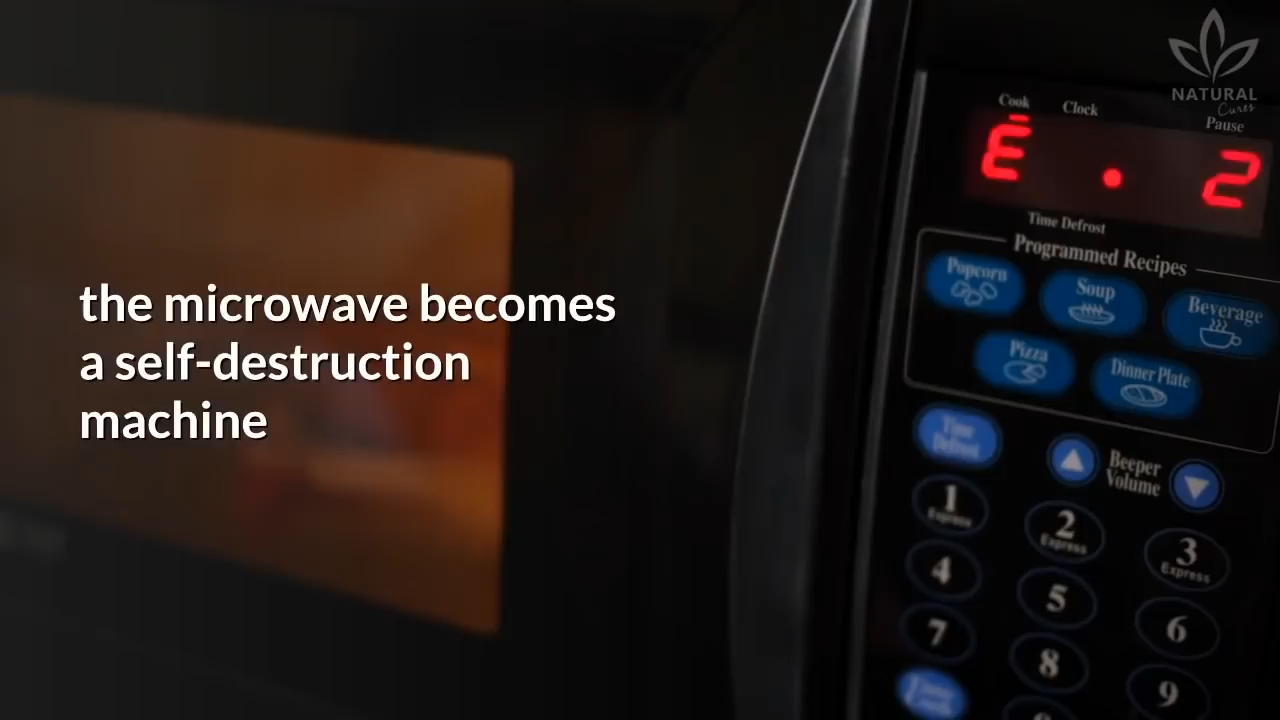 the microwave becomes
a self-destruction
machine
NATURAL
Cures
Cook
Clock
Pause
E . 2
Time Defrost
Programmed Recipes
Popcorn
Soup
Beverage
Pizza
Dinner Plate
Time
Defrost
Beeper
Volume
1
Express
2
Express
3
Express
4
5
6
7
8
9
Time
Cook